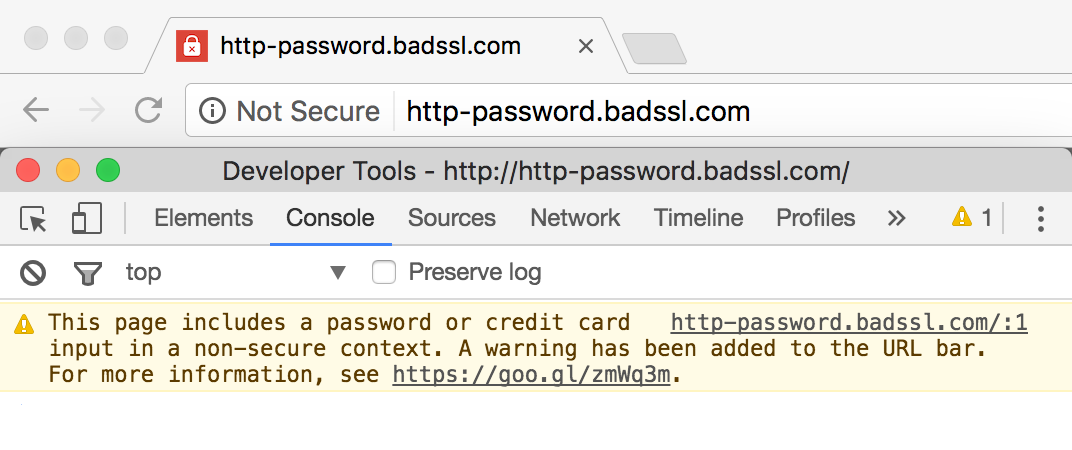 http-password.badssl.com
Not Secure http-password.badssl.com
Developer Tools - http://http-password.badssl.com/
Elements Console Sources Network Timeline Profiles » 1
top Preserve log
This page includes a password or credit card http-password.badssl.com/:1
input in a non-secure context. A warning has been added to the URL bar.
For more information, see https://goo.gl/zmWq3m.